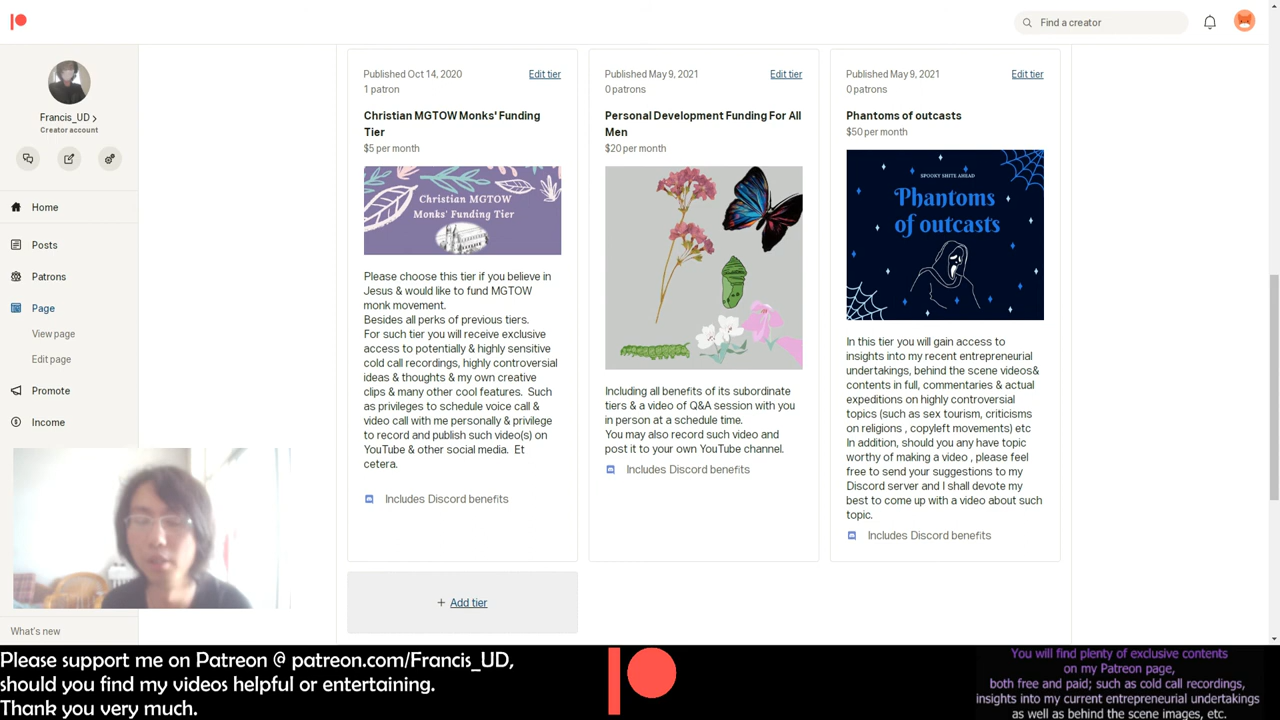 Find a creator
Francis_UD
Creator account
Home
Posts
Patrons
Page
View page
Edit page
Promote
Income
What's new
Published Oct 14, 2020
Edit tier
1 patron
Christian MGTOW Monks' Funding
Tier
$5 per month
Christian MGTOW
Monks' Funding Tier
Please choose this tier if you believe in
Jesus & would like to fund MGTOW
monk movement.
Besides all perks of previous tiers.
For such tier you will receive exclusive
access to potentially & highly sensitive
cold call recordings, highly controversial
ideas & thoughts & my own creative
clips & many other cool features. Such
as privileges to schedule voice call &
video call with me personally & privilege
to record and publish such video(s) on
YouTube & other social media. Et
cetera.
Includes Discord benefits
+ Add tier
Published May 9, 2021
Edit tier
0 patrons
Personal Development Funding For All
Men
$20 per month
Including all benefits of its subordinate
tiers & a video of Q&A session with you
in person at a schedule time.
You may also record such video and
post it to your own YouTube channel.
Includes Discord benefits
Published May 9, 2021
Edit tier
0 patrons
Phantoms of outcasts
$50 per month
SPOOKY SHITE AHEAD
Phantoms
of outcasts
In this tier you will gain access to
insights into my recent entrepreneurial
undertakings, behind the scene videos&
contents in full, commentaries & actual
expeditions on highly controversial
topics (such as sex tourism, criticisms
on religions , copyleft movements) etc
In addition, should you any have topic
worthy of making a video , please feel
free to send your suggestions to my
Discord server and I shall devote my
best to come up with a video about such
topic.
Includes Discord benefits
Please support me on Patreon @ patreon.com/Francis_UD,
should you find my videos helpful or entertaining.
Thank you very much.
You will find plenty of exclusive contents
on my Patreon page,
both free and paid; such as cold call recordings,
insights into my current entrepreneurial undertakings
as well as behind the scene images, etc.